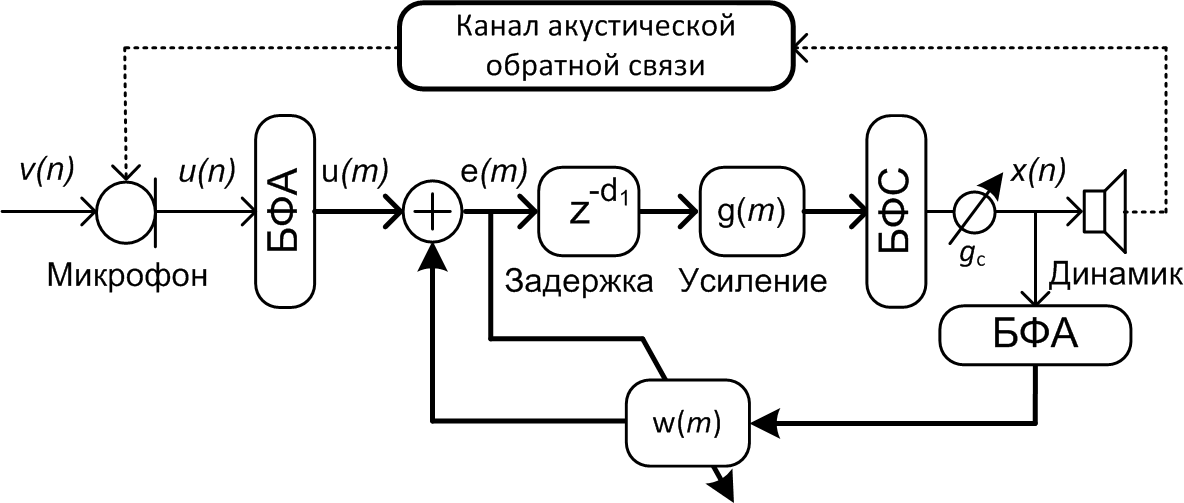 Канал акустической
обратной связи
v(n)
u(n)
БФА
u(m)
+
e(m)
z^-d₁
g(m)
БФС
x(n)
g_c
Микрофон
Задержка
Усиление
Динамик
БФА
w(m)